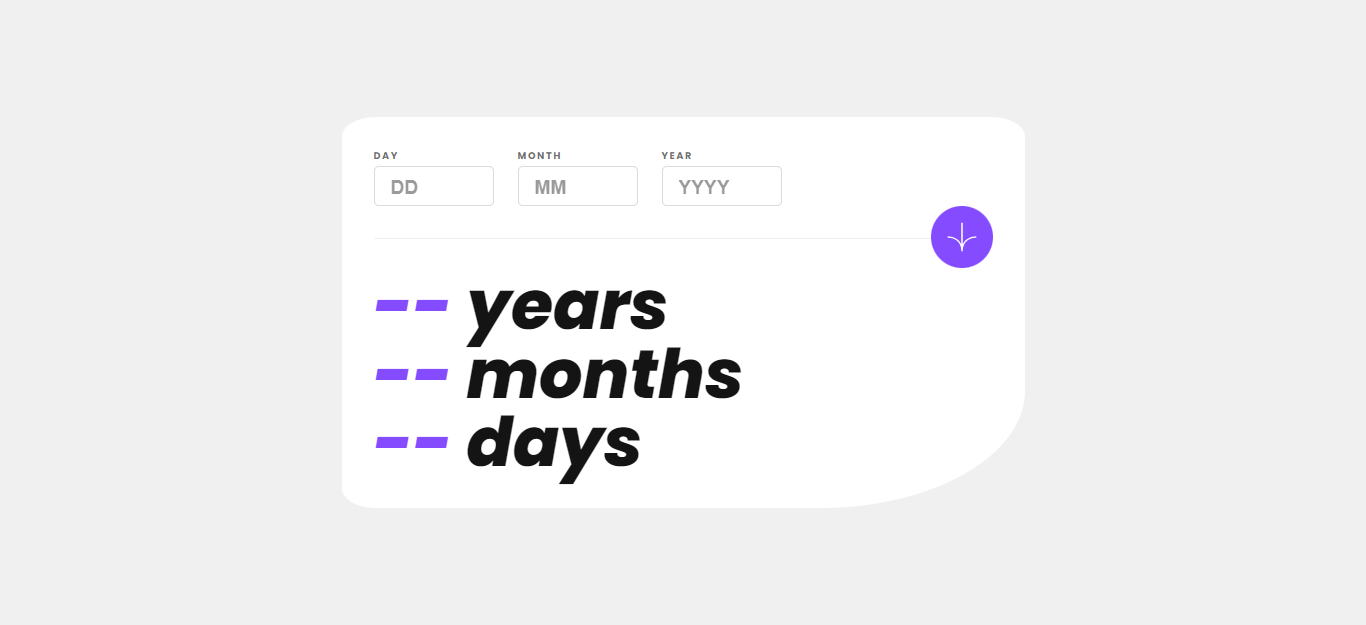 DAY MONTH YEAR
DD MM YYYY
-- years
-- months
-- days